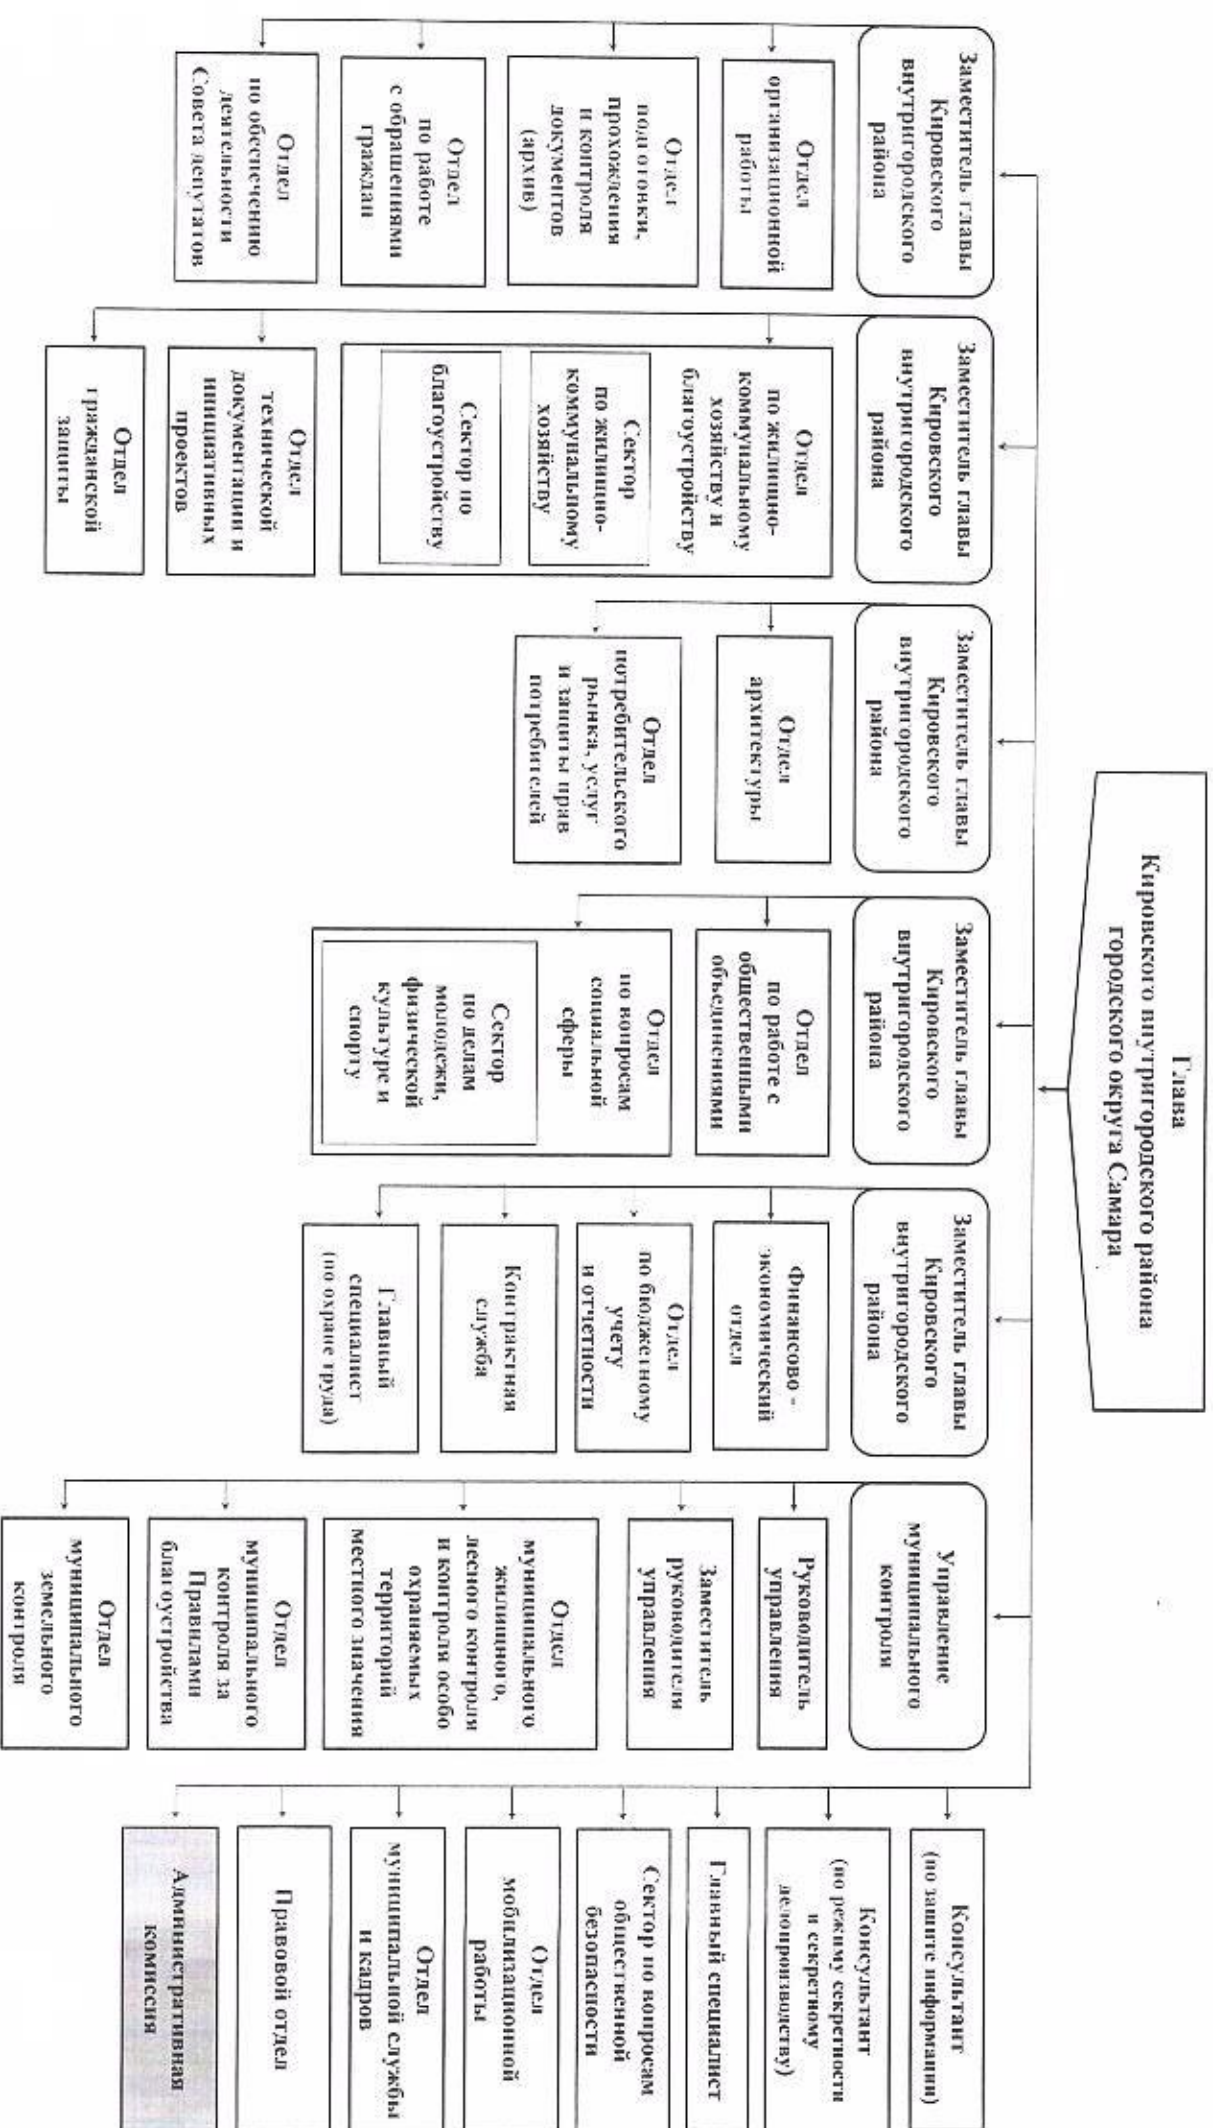 Глава
Кировского внутригородского района
городского округа Самара
Заместитель главы
Кировского
внутригородского
района
Отдел
организационной
работы
Отдел
подготовки,
прохождения
и контроля
документов
(архив)
Отдел
по работе
с обращениями
граждан
Отдел
по обеспечению
деятельности
Совета депутатов
Заместитель главы
Кировского
внутригородского
района
Отдел
по жилищно-
коммунальному
хозяйству и
благоустройству
Сектор
по жилищно-
коммунальному
хозяйству
Сектор по
благоустройству
Отдел
технической
документации и
инициативных
проектов
Отдел
гражданской
защиты
Заместитель главы
Кировского
внутригородского
района
Отдел
архитектуры
Отдел
потребительского
рынка, услуг
и защиты прав
потребителей
Заместитель главы
Кировского
внутригородского
района
Отдел
по работе с
общественными
объединениями
Отдел
по вопросам
социальной
сферы
Сектор
по делам
молодежи,
физической
культуре и
спорту
Заместитель главы
Кировского
внутригородского
района
Финансово -
экономический
отдел
Отдел
по бюджетному
учету
и отчетности
Контрактная
служба
Главный
специалист
(по охране труда)
Управление
муниципального
контроля
Руководитель
управления
Заместитель
руководителя
управления
Отдел
муниципального
жилищного,
лесного контроля
и контроля особо
охраняемых
территорий
местного значения
Отдел
муниципального
контроля за
Правилами
благоустройства
Отдел
муниципального
земельного
контроля
Консультант
(по защите информации)
Консультант
(по режиму секретности
и секретному
делопроизводству)
Главный специалист
Сектор по вопросам
общественной
безопасности
Отдел
мобилизационной
работы
Отдел
муниципальной службы
и кадров
Правовой отдел
Административная
комиссия